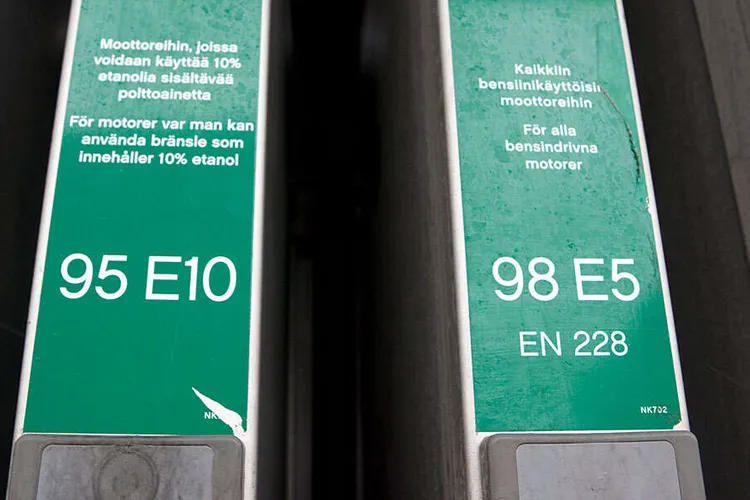 Moottoreihin, joissa
voidaan käyttää 10%
etanolia sisältävää
polttoainetta
För motorer var man kan
använda bränsle som
innehåller 10% etanol
95 E10
Kaikkiin
bensiinikäyttöisiin
moottoreihin
För alla
bensindrivna
motorer
98 E5
EN 228
NK702